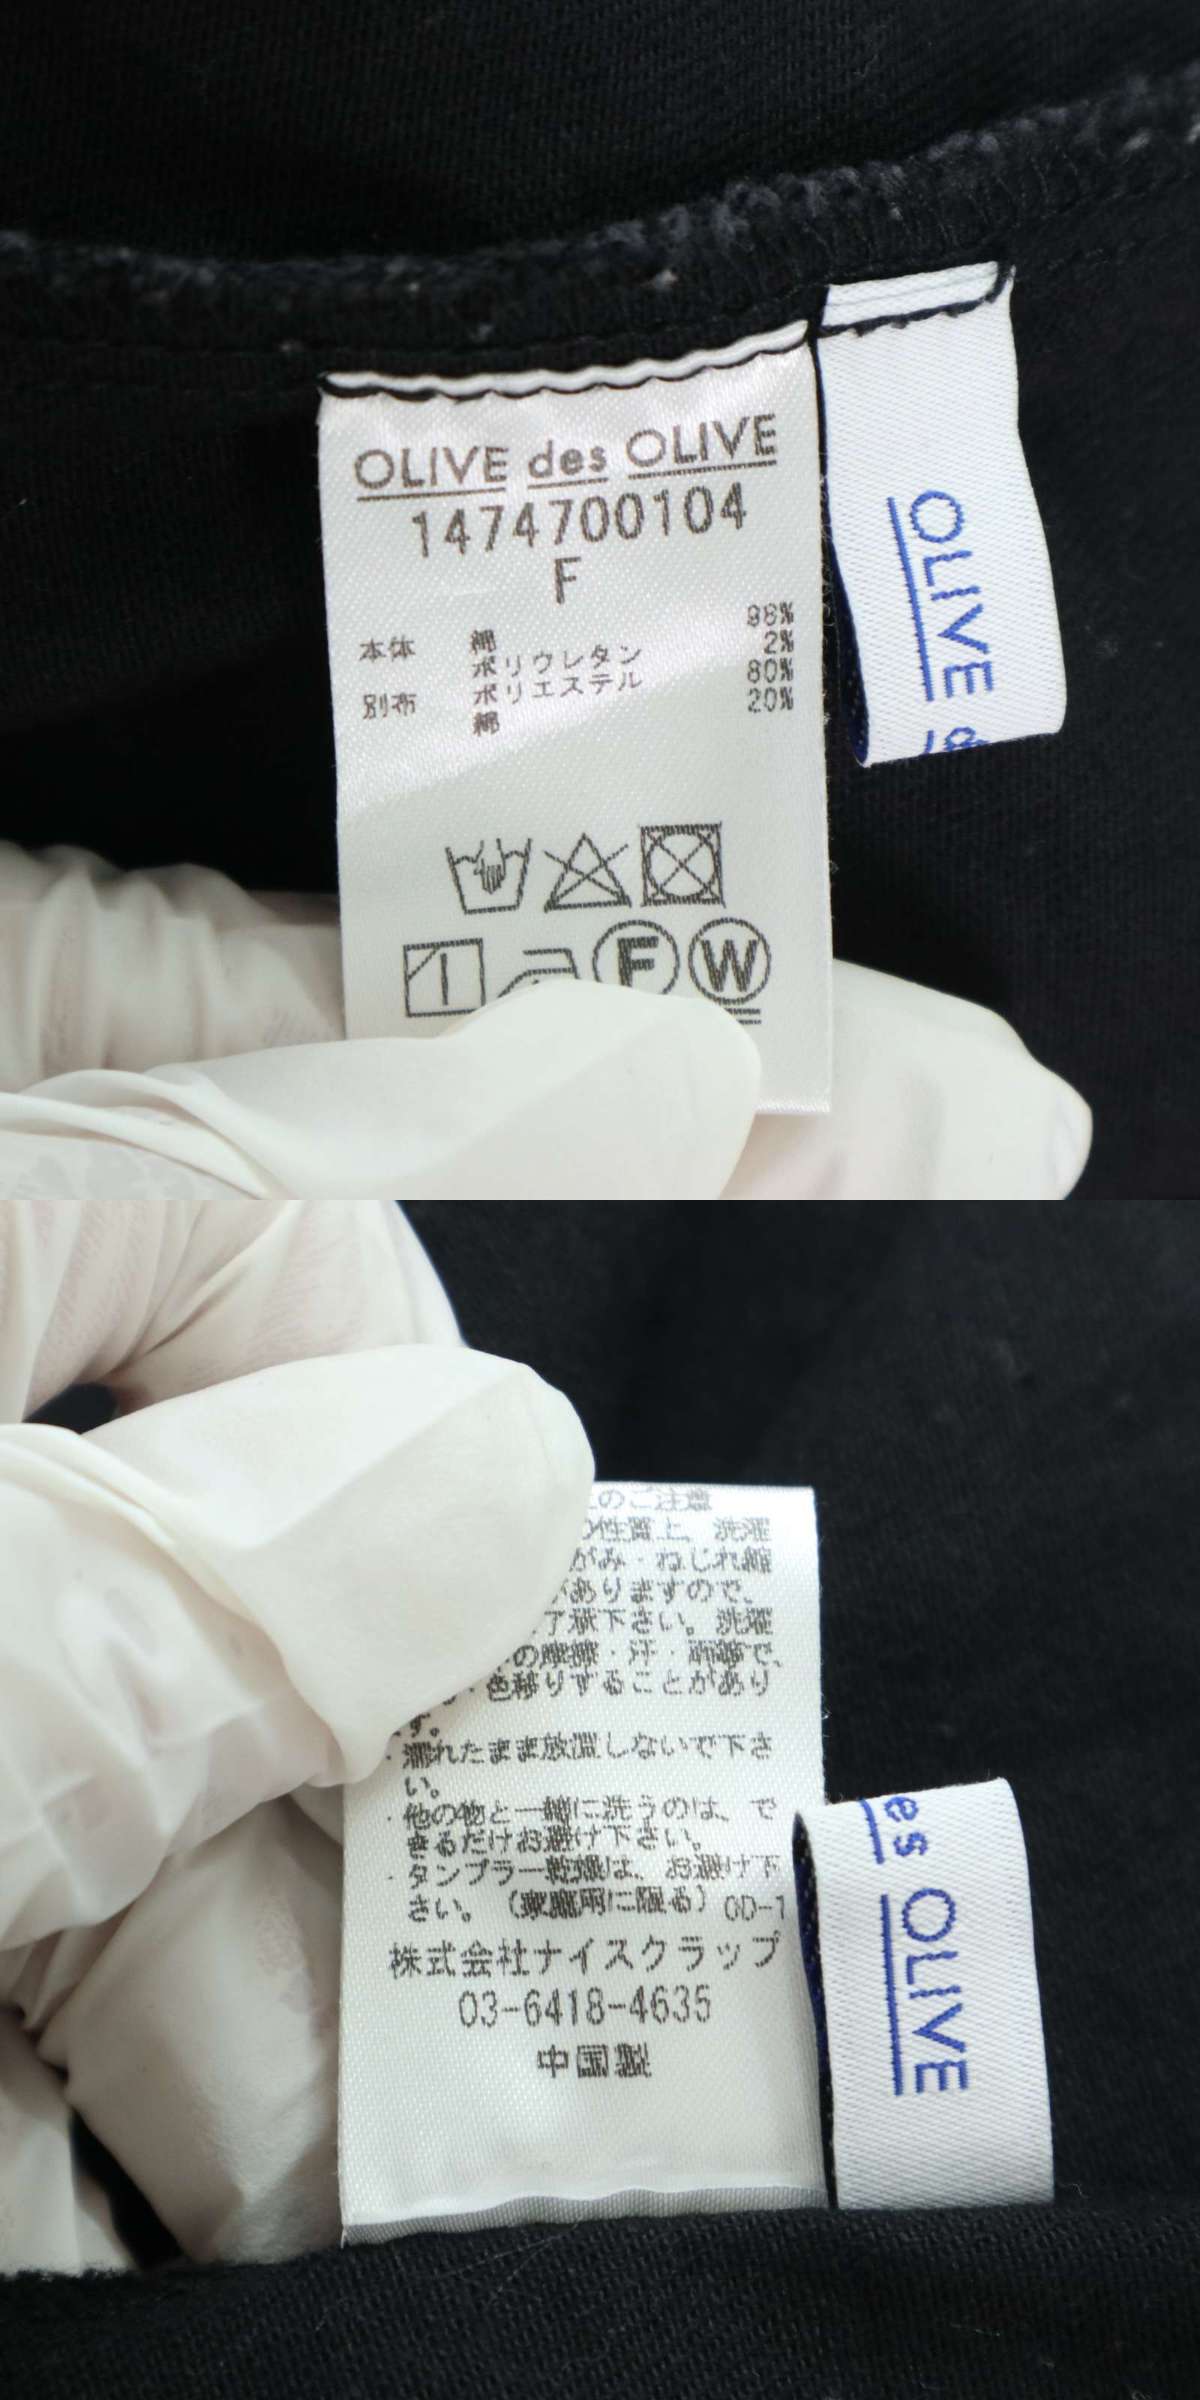 OLIVE des OLIVE
1474700104
F
本体 綿 98%
ポリウレタン 2%
別布 ポリエステル 80%
綿 20%
F W
OLIVE
のご注意
の性質上、洗濯
がみ・ねじれ縮
がありますので、
了承下さい。洗濯
の摩擦・汗・雨等で、
色移りすることがあり
す。
・濡れたまま放置しないで下さ
い。
・他の物と一緒に洗うのは、で
きるだけお避け下さい。
・タンブラー乾燥は、お避け下
さい。(家庭用に限る) OD-1
株式会社ナイスクラップ
03-6418-4635
中国製
es OLIVE